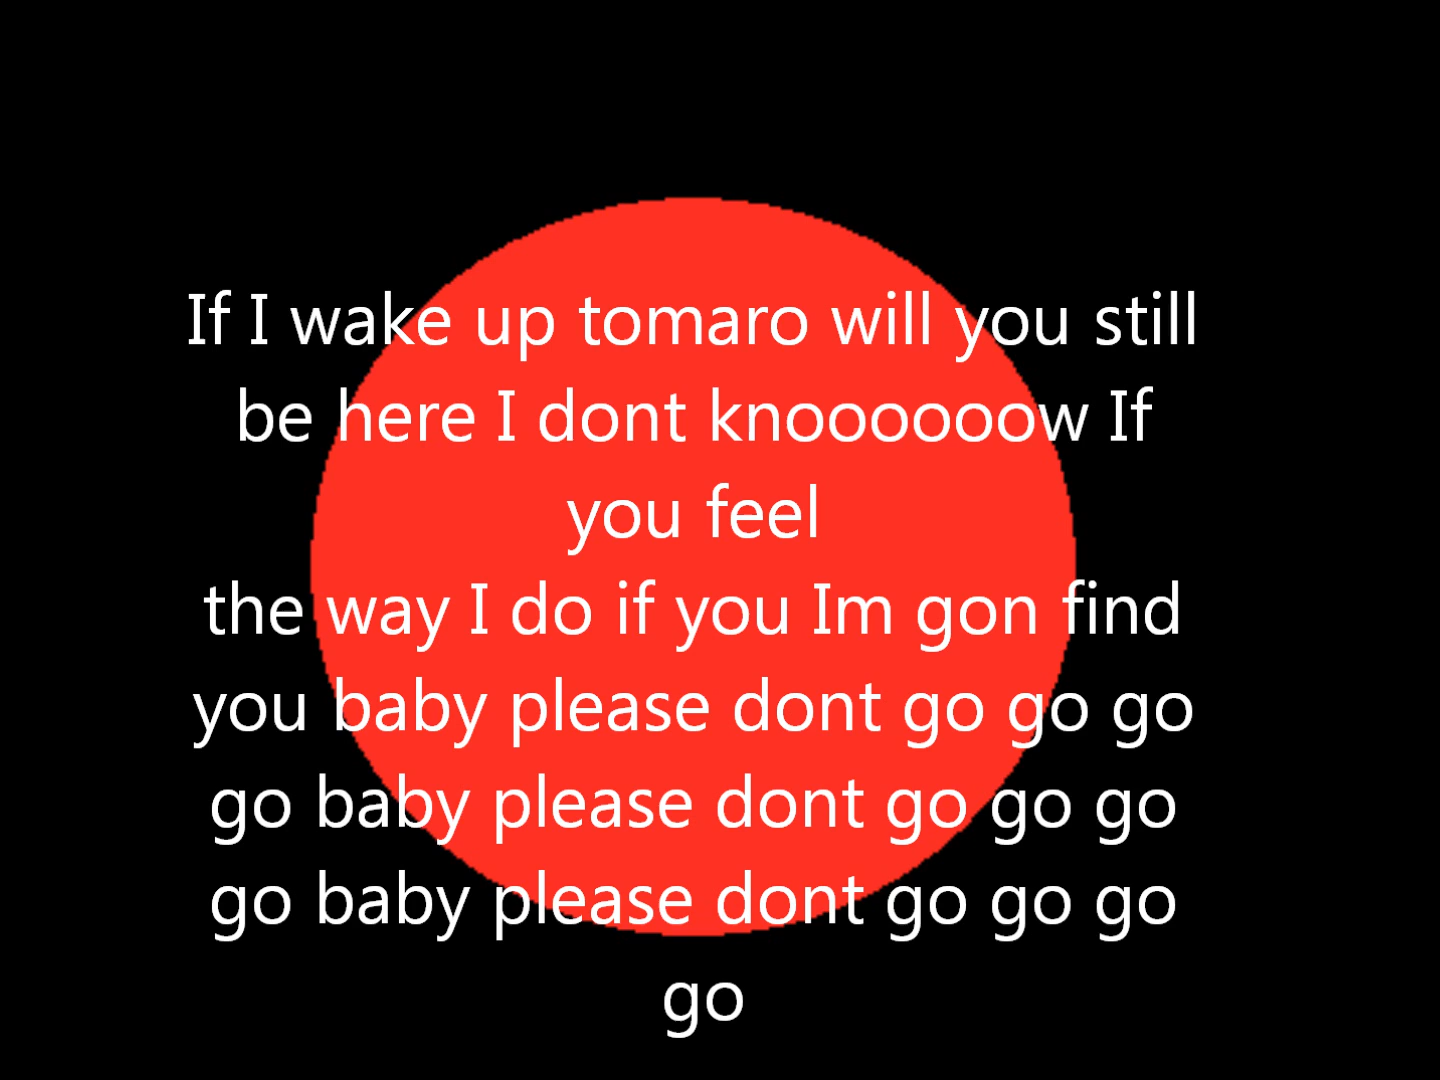 If I wake up tomaro will you still
be here I dont knoooooow If
you feel
the way I do if you Im gon find
you baby please dont go go go
go baby please dont go go go
go baby please dont go go go
go